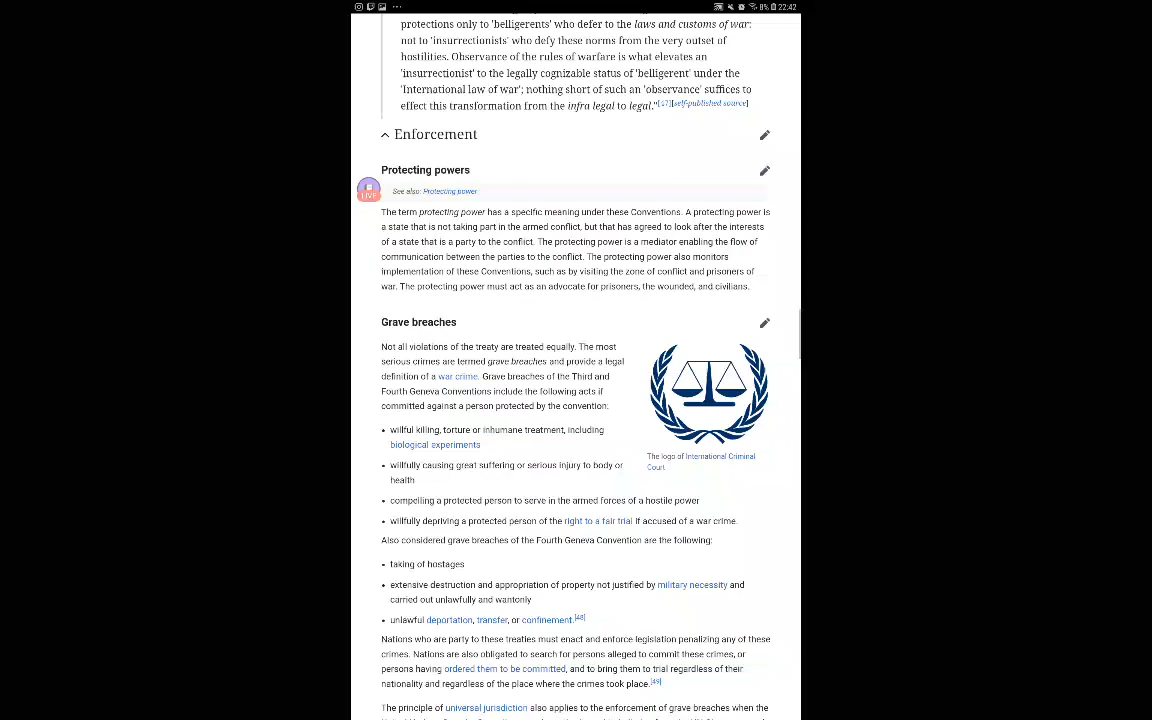 8% 22:42
protections only to 'belligerents' who defer to the laws and customs of war:
not to 'insurrectionists' who defy these norms from the very outset of
hostilities. Observance of the rules of warfare is what elevates an
'insurrectionist' to the legally cognizable status of 'belligerent' under the
'International law of war'; nothing short of such an 'observance' suffices to
effect this transformation from the infra legal to legal."[47][self-published source]
Enforcement
Protecting powers
LIVE
See also: Protecting power
The term protecting power has a specific meaning under these Conventions. A protecting power is
a state that is not taking part in the armed conflict, but that has agreed to look after the interests
of a state that is a party to the conflict. The protecting power is a mediator enabling the flow of
communication between the parties to the conflict. The protecting power also monitors
implementation of these Conventions, such as by visiting the zone of conflict and prisoners of
war. The protecting power must act as an advocate for prisoners, the wounded, and civilians.
Grave breaches
Not all violations of the treaty are treated equally. The most
serious crimes are termed grave breaches and provide a legal
definition of a war crime. Grave breaches of the Third and
Fourth Geneva Conventions include the following acts if
committed against a person protected by the convention:
• willful killing, torture or inhumane treatment, including
biological experiments
• willfully causing great suffering or serious injury to body or
health
The logo of International Criminal
Court
• compelling a protected person to serve in the armed forces of a hostile power
• willfully depriving a protected person of the right to a fair trial if accused of a war crime.
Also considered grave breaches of the Fourth Geneva Convention are the following:
• taking of hostages
• extensive destruction and appropriation of property not justified by military necessity and
carried out unlawfully and wantonly
• unlawful deportation, transfer, or confinement.[48]
Nations who are party to these treaties must enact and enforce legislation penalizing any of these
crimes. Nations are also obligated to search for persons alleged to commit these crimes, or
persons having ordered them to be committed, and to bring them to trial regardless of their
nationality and regardless of the place where the crimes took place.[49]
The principle of universal jurisdiction also applies to the enforcement of grave breaches when the